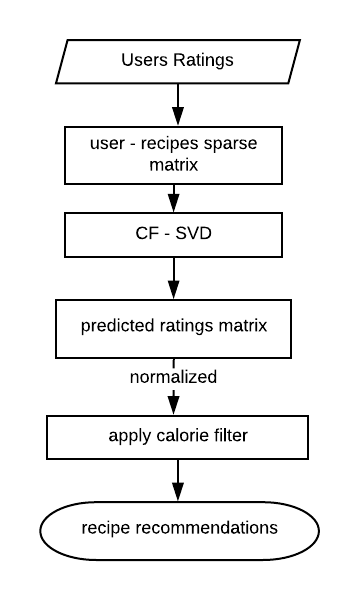 Users Ratings
user - recipes sparse
matrix
CF - SVD
predicted ratings matrix
normalized
apply calorie filter
recipe recommendations